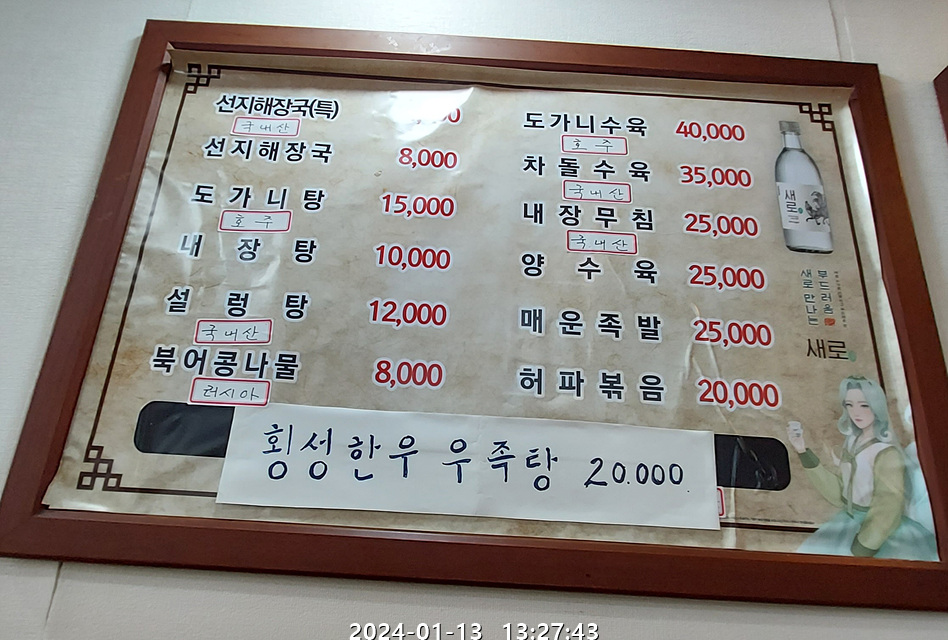 선지해장국(특)
국내산
선지해장국 8,000
도가니탕 15,000
호주
내장탕 10,000
설렁탕 12,000
국내산
북어콩나물 8,000
러시아
도가니수육 40,000
호주
차돌수육 35,000
국내산
내장무침 25,000
국내산
양수육 25,000
매운족발 25,000
허파볶음 20,000
횡성한우 우족탕 20.000
새로
부드러움
새로 만나는
새로
2024-01-13 13:27:43